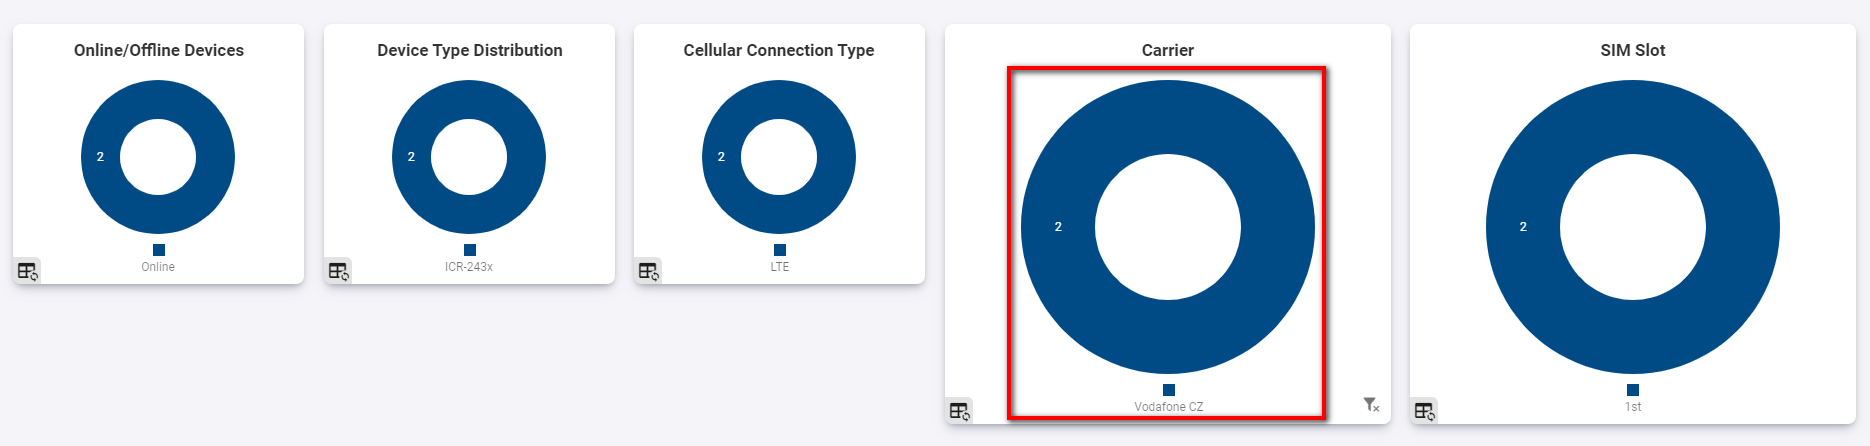 Online/Offline Devices
2
Online
Device Type Distribution
2
ICR-243x
Cellular Connection Type
2
LTE
Carrier
2
Vodafone CZ
SIM Slot
2
1st